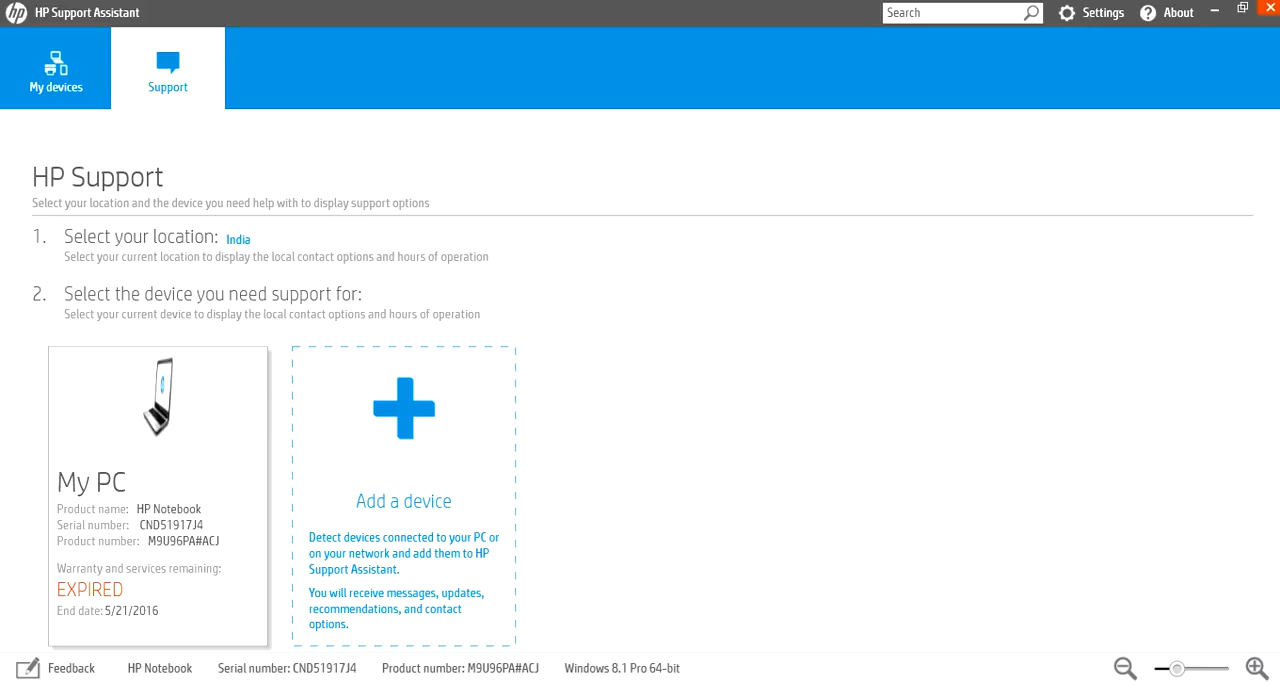 hp HP Support Assistant Search Settings ? About
My devices Support
HP Support
Select your location and the device you need help with to display support options
1. Select your location: India
Select your current location to display the local contact options and hours of operation
2. Select the device you need support for:
Select your current device to display the local contact options and hours of operation
My PC
Product name: HP Notebook
Serial number: CND51917J4
Product number: M9U96PA#ACJ
Warranty and services remaining:
EXPIRED
End date: 5/21/2016
Add a device
Detect devices connected to your PC or
on your network and add them to HP
Support Assistant.
You will receive messages, updates,
recommendations, and contact
options.
Feedback HP Notebook Serial number: CND51917J4 Product number: M9U96PA#ACJ Windows 8.1 Pro 64-bit